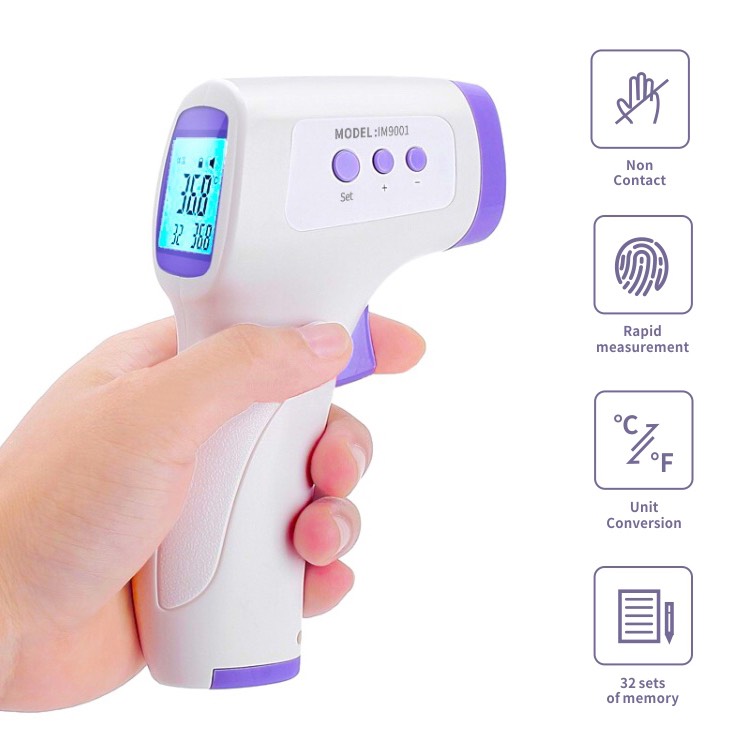 MODEL:IM9001
Set
+
-
°C
36.8
32 36.8
Non
Contact
Rapid
measurement
°C
°F
Unit
Conversion
32 sets
of memory